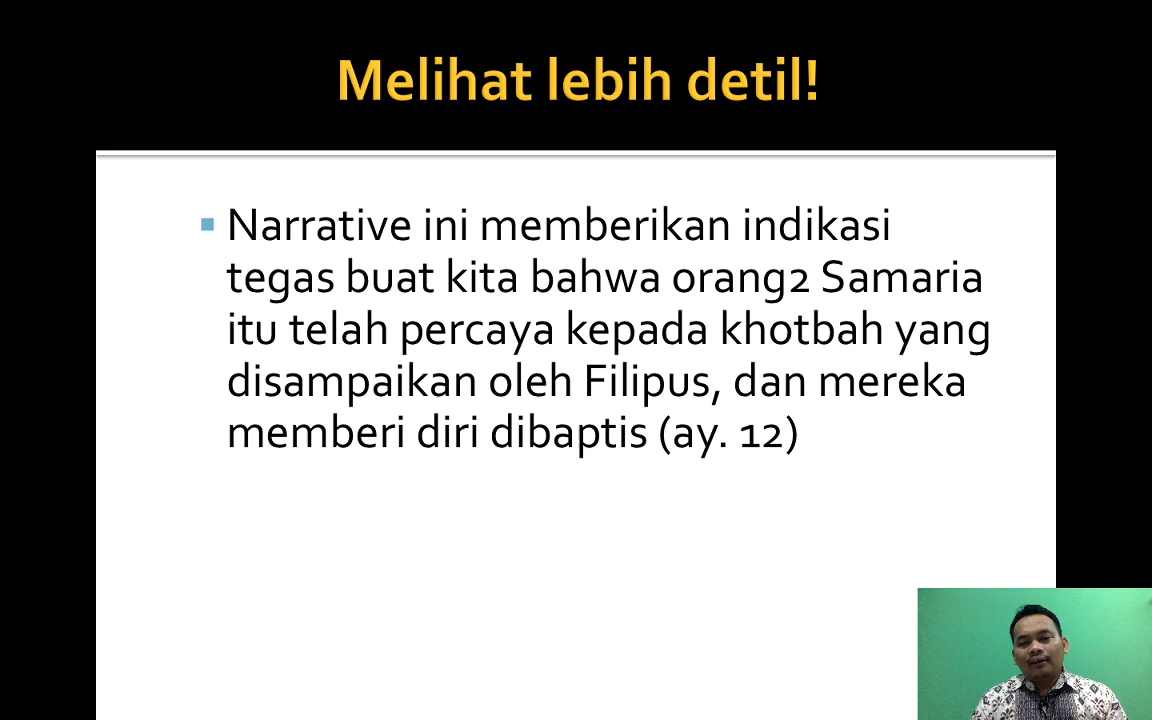 Melihat lebih detil!
Narrative ini memberikan indikasi
tegas buat kita bahwa orang2 Samaria
itu telah percaya kepada khotbah yang
disampaikan oleh Filipus, dan mereka
memberi diri dibaptis (ay. 12)